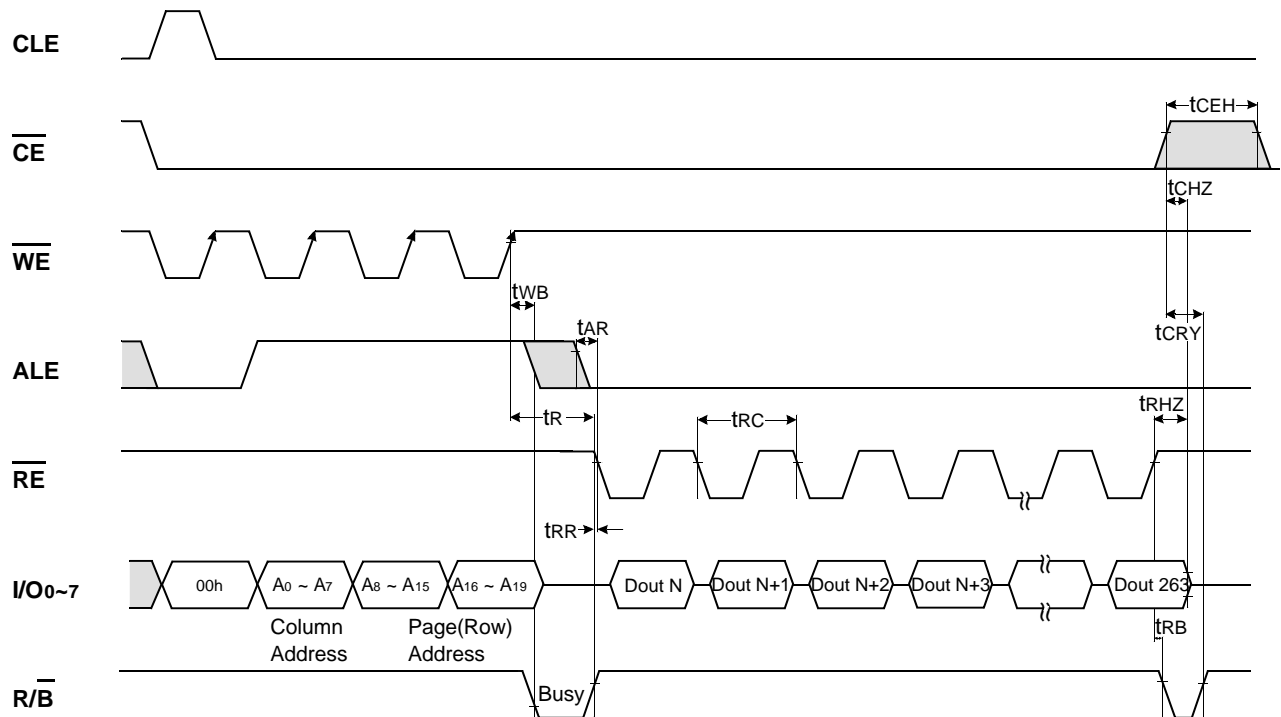 CLE
tCEH
CE
tCHZ
WE
tWB
tAR
tCRY
ALE
tR
tRC
tRHZ
RE
tRR
I/O0~7
00h
A0 ~ A7
A8 ~ A15
A16 ~ A19
Dout N
Dout N+1
Dout N+2
Dout N+3
Dout 263
Column
Address
Page(Row)
Address
tRB
R/B
Busy